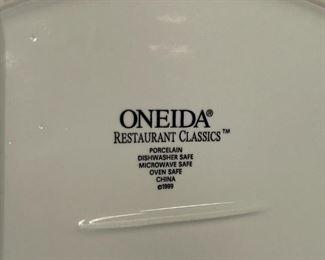 ONEIDA®
RESTAURANT CLASSICS™
PORCELAIN
DISHWASHER SAFE
MICROWAVE SAFE
OVEN SAFE
CHINA
©1999